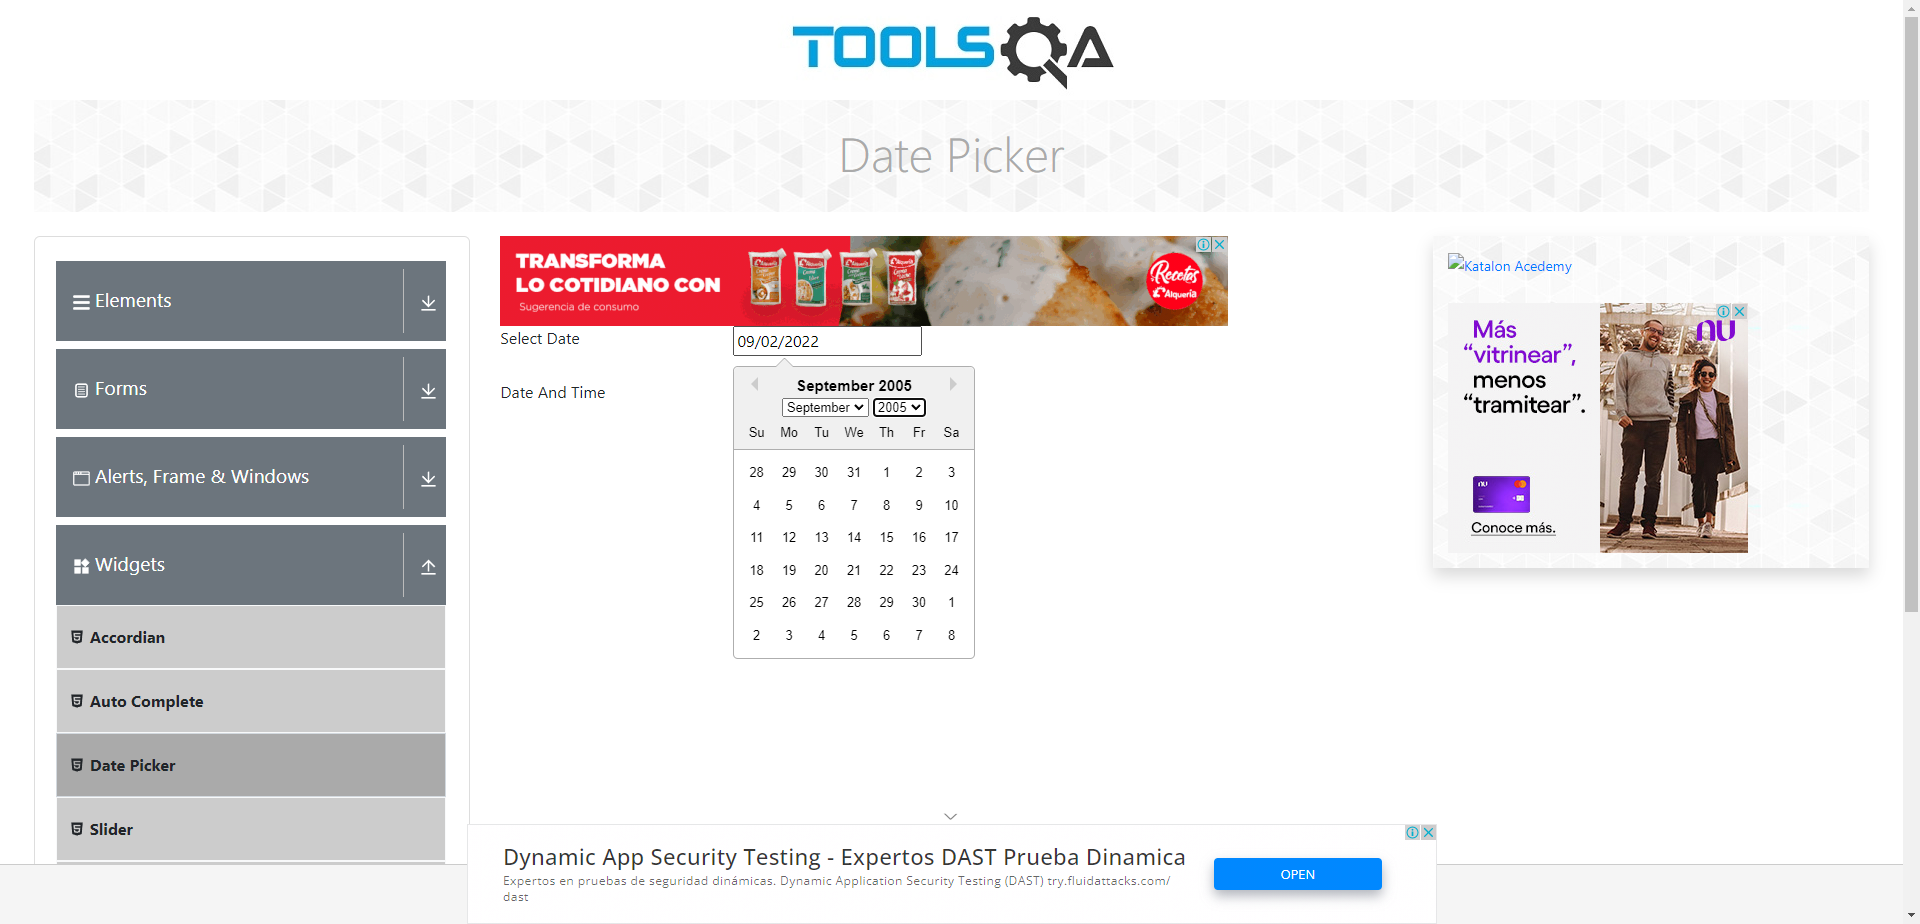 TOOLSQA
Date Picker
Elements
Forms
Alerts, Frame & Windows
Widgets
Accordian
Auto Complete
Date Picker
Slider
TRANSFORMA
LO COTIDIANO CON
Sugerencia de consumo
Recetas
Alquería
Select Date
09/02/2022
Date And Time
September 2005
September
2005
Su Mo Tu We Th Fr Sa
28 29 30 31 1 2 3
4 5 6 7 8 9 10
11 12 13 14 15 16 17
18 19 20 21 22 23 24
25 26 27 28 29 30 1
2 3 4 5 6 7 8
Katalon Acedemy
Más
“vitrinear”,
menos
“tramitear”.
nu
nu
Conoce más.
Dynamic App Security Testing - Expertos DAST Prueba Dinamica
Expertos en pruebas de seguridad dinámicas. Dynamic Application Security Testing (DAST) try.fluidattacks.com/
dast
OPEN